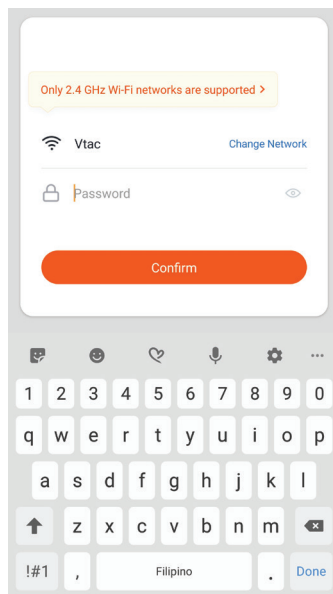 Only 2.4 GHz Wi-Fi networks are supported >
Vtac Change Network
Password
Confirm
1 2 3 4 5 6 7 8 9 0
q w e r t y u i o p
a s d f g h j k l
z x c v b n m
!#1 , Filipino . Done